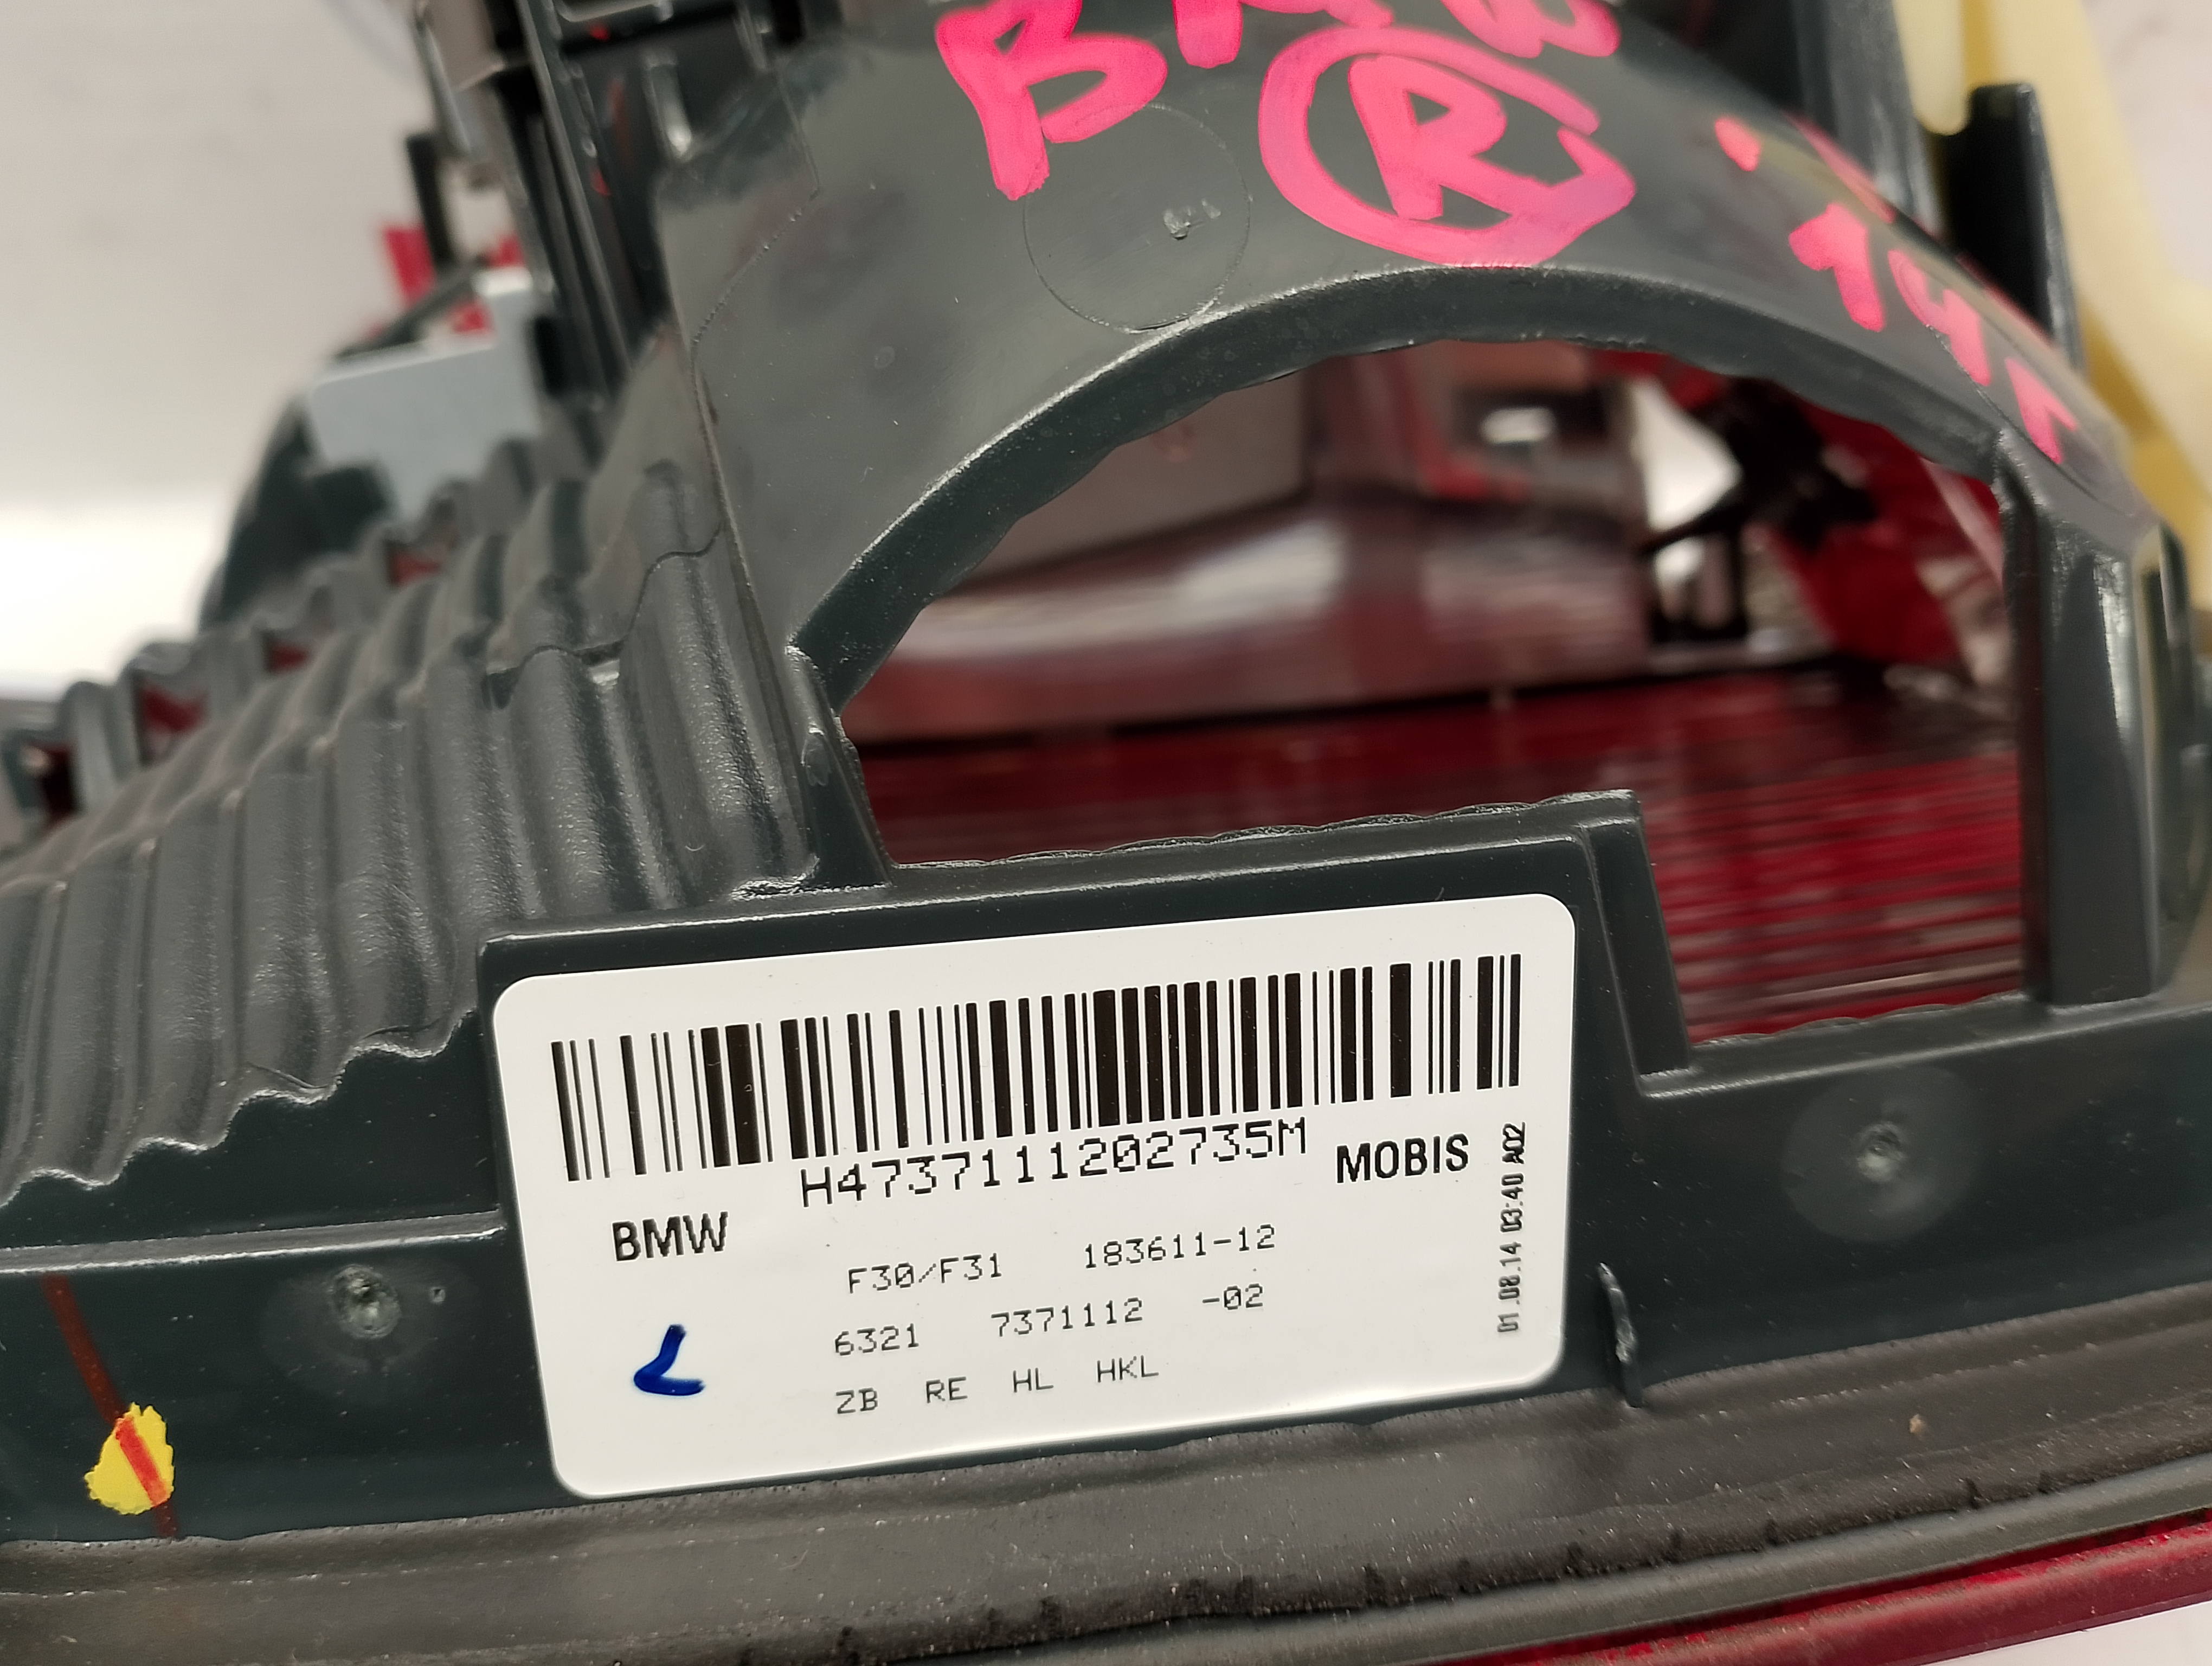 BMW
R
H4737111202735M
BMW
MOBIS
F30/F31 183611-12
6321 7371112 -02
ZB RE HL HKL
01.08.14 03:40 A02